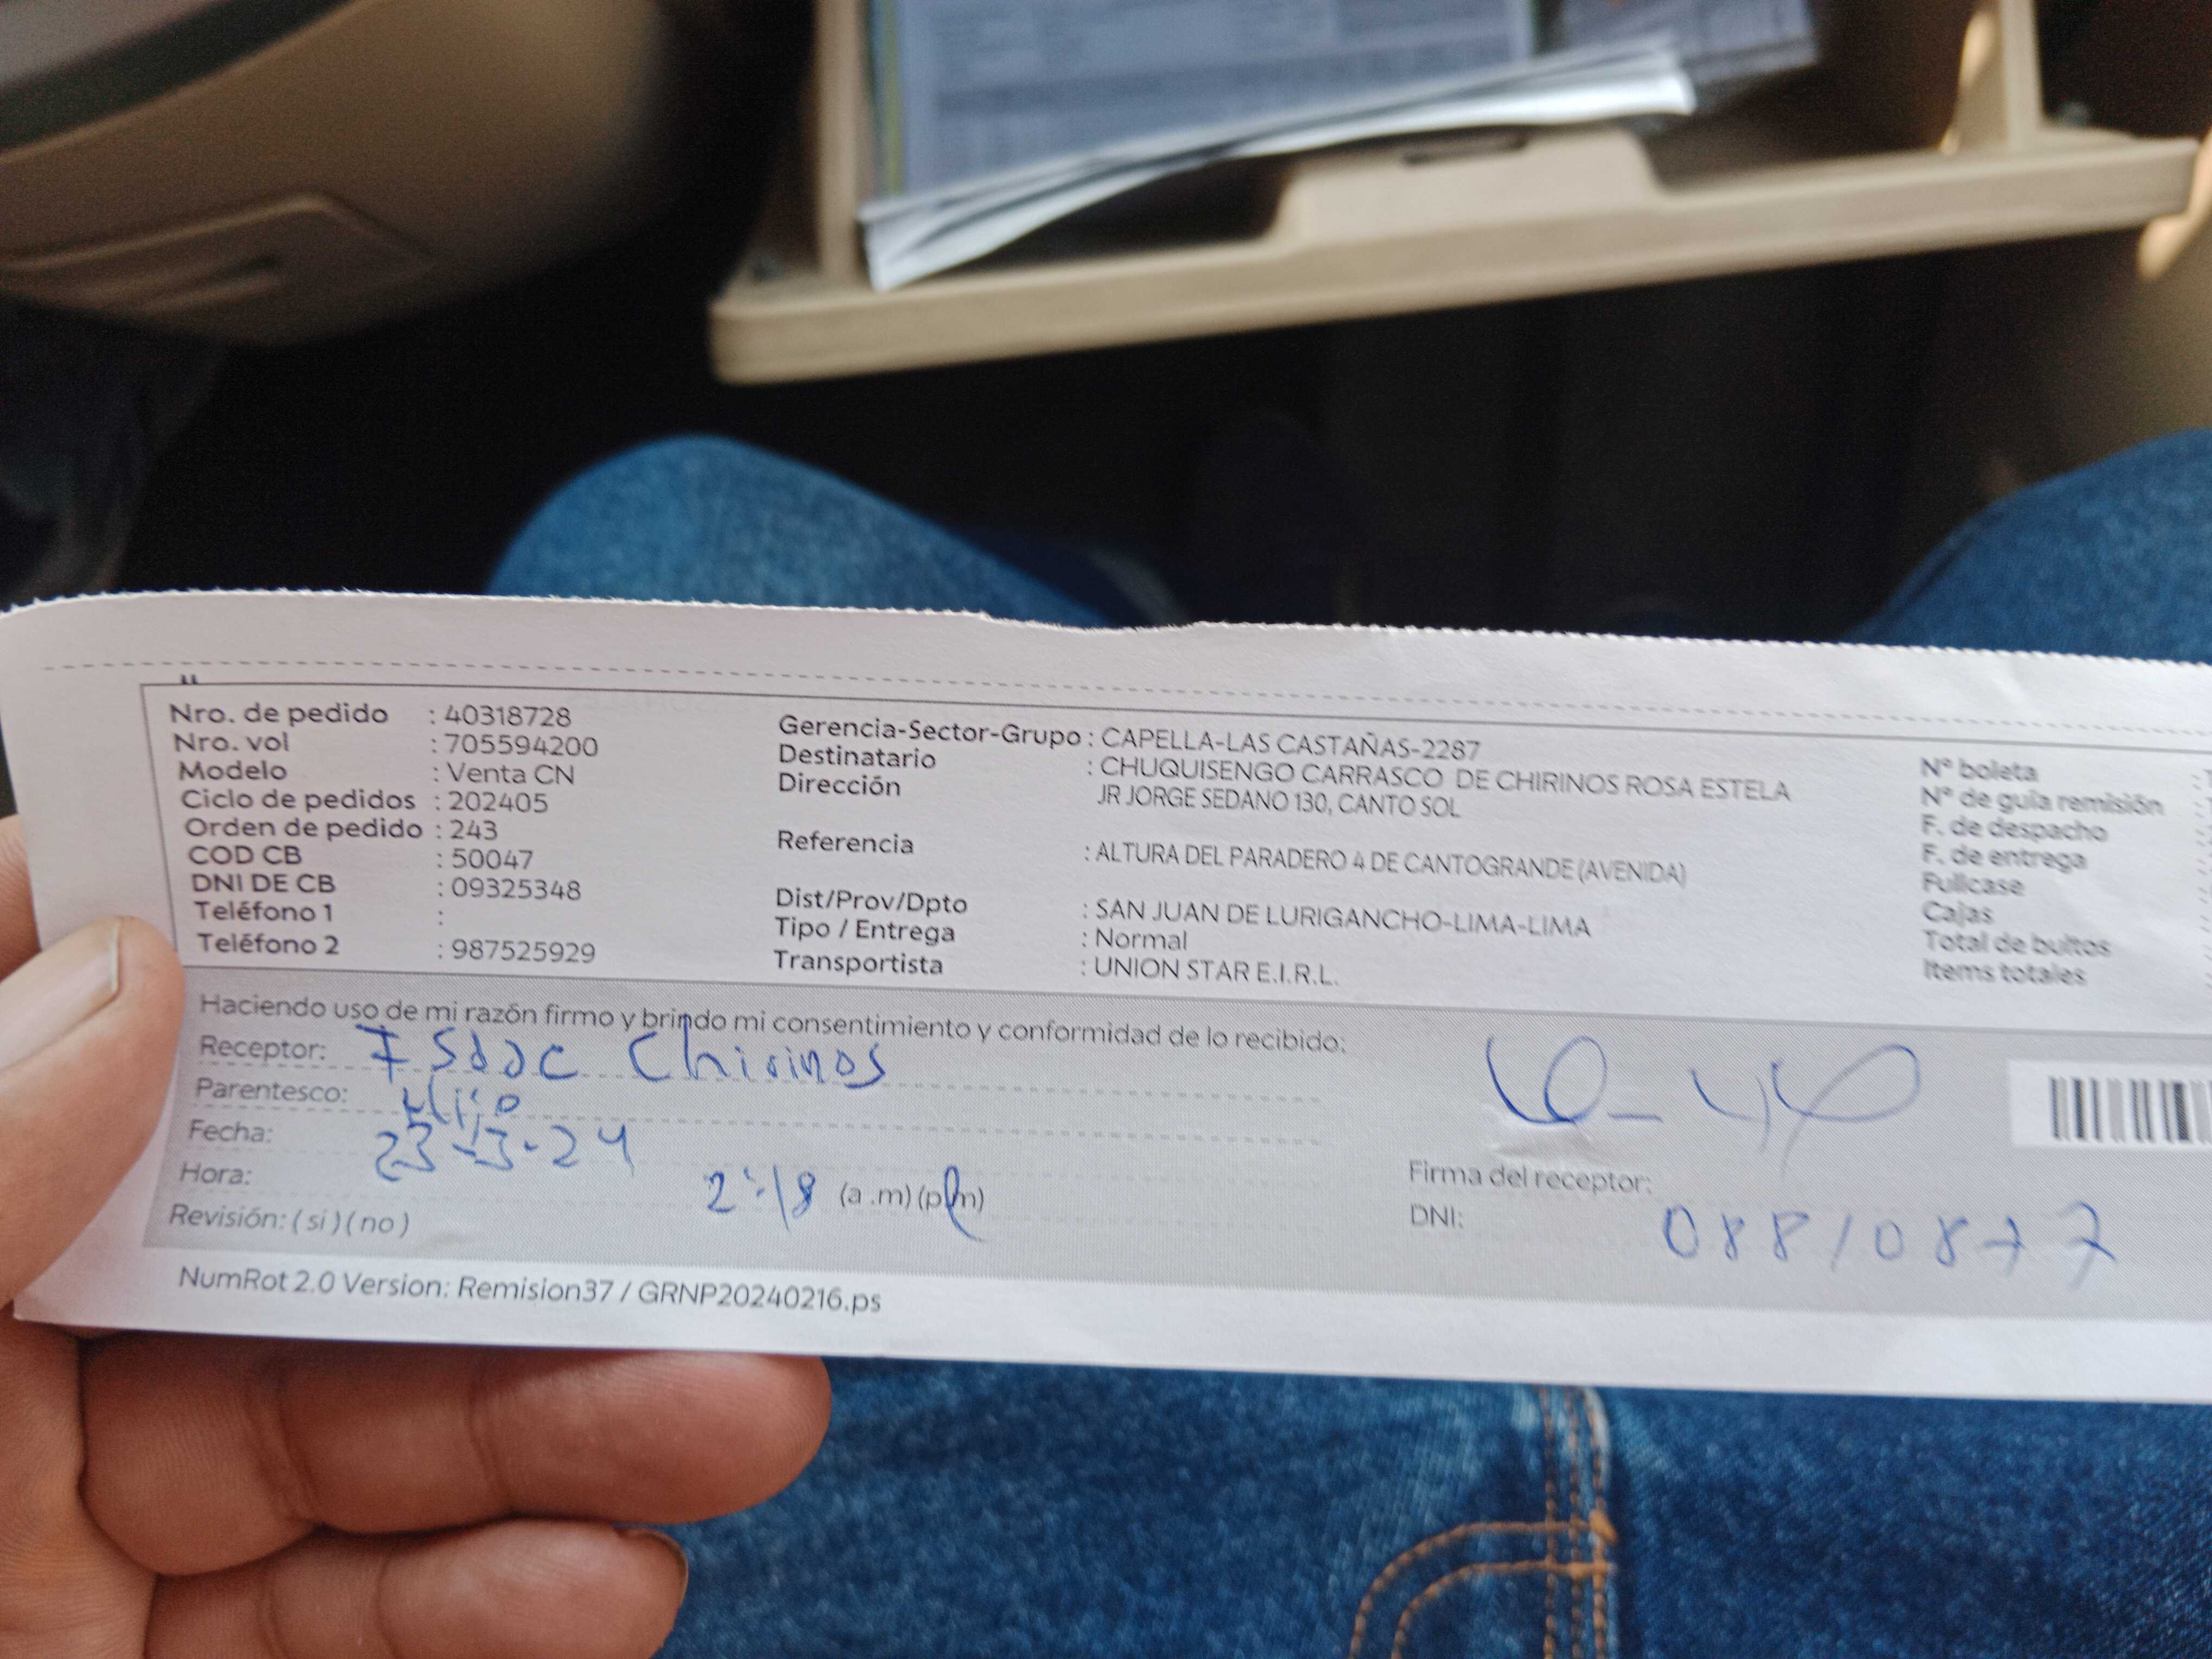 Nro. de pedido : 40318728
Nro. vol : 705594200
Modelo : Venta CN
Ciclo de pedidos : 202405
Orden de pedido : 243
COD CB : 50047
DNI DE CB : 09325348
Teléfono 1 :
Teléfono 2 : 987525929
Gerencia-Sector-Grupo : CAPELLA-LAS CASTAÑAS-2287
Destinatario : CHUQUISENGO CARRASCO DE CHIRINOS ROSA ESTELA
Dirección JR JORGE SEDANO 130, CANTO SOL
Referencia : ALTURA DEL PARADERO 4 DE CANTOGRANDE (AVENIDA)
Dist/Prov/Dpto : SAN JUAN DE LURIGANCHO-LIMA-LIMA
Tipo / Entrega : Normal
Transportista : UNION STAR E.I.R.L.
N° boleta :
N° de guía remisión :
F. de despacho :
F. de entrega :
Fullcase :
Cajas :
Total de bultos :
Items totales :
Haciendo uso de mi razón firmo y brindo mi consentimiento y conformidad de lo recibido:
Receptor: Isaac Chirinos
Parentesco: Hijo
Fecha: 23-3-24
Hora: 2:18 (a .m) (p.m)
Revisión: ( si ) ( no )
Firma del receptor:
DNI: 08810877
NumRot 2.0 Version: Remision37 / GRNP20240216.ps